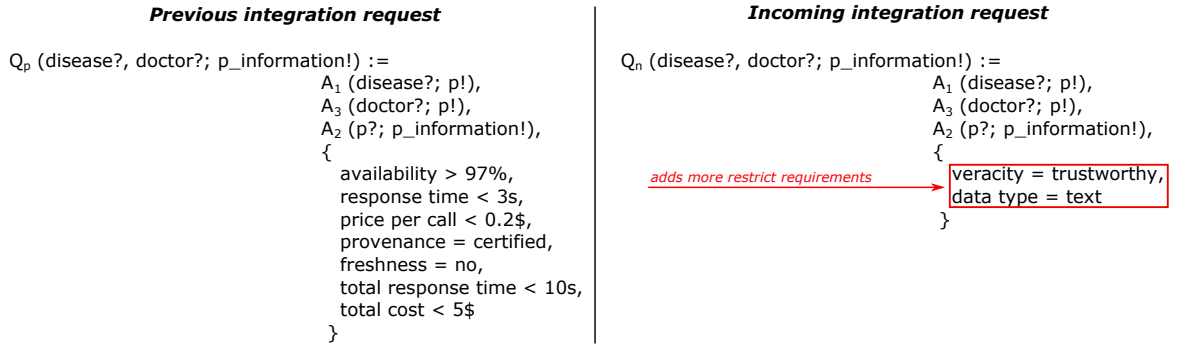 Previous integration request
Qₚ (disease?, doctor?; p_information!) :=
A₁ (disease?; p!),
A₃ (doctor?; p!),
A₂ (p?; p_information!),
{
availability > 97%,
response time < 3s,
price per call < 0.2$,
provenance = certified,
freshness = no,
total response time < 10s,
total cost < 5$
}
Incoming integration request
Qₙ (disease?, doctor?; p_information!) :=
A₁ (disease?; p!),
A₃ (doctor?; p!),
A₂ (p?; p_information!),
{
adds more restrict requirements
veracity = trustworthy,
data type = text
}